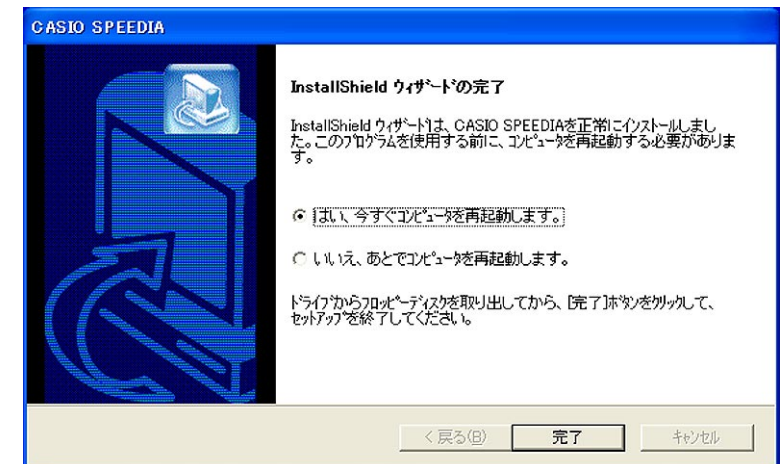 CASIO SPEEDIA
InstallShield ウィザードの完了
InstallShield ウィザードは、CASIO SPEEDIAを正常にインストールしまし
た。このプログラムを使用する前に、コンピュータを再起動する必要がありま
す。
はい、今すぐコンピュータを再起動します。
いいえ、あとでコンピュータを再起動します。
ドライブからフロッピーディスクを取り出してから、[完了]ボタンをクリックして、
セットアップを終了してください。
< 戻る(B)
完了
キャンセル